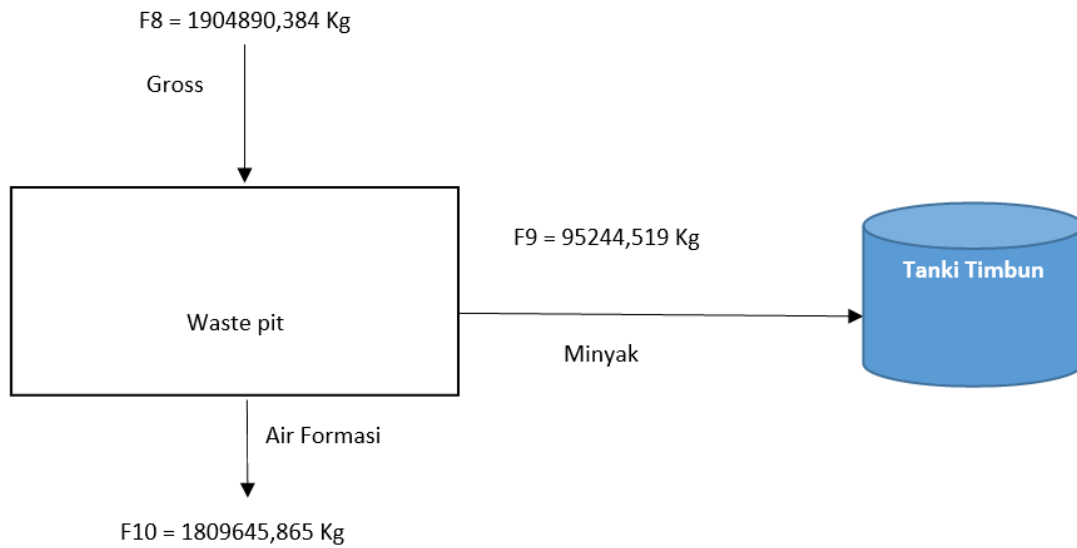 F8 = 1904890,384 Kg
Gross
F9 = 95244,519 Kg
Tanki Timbun
Waste pit
Minyak
Air Formasi
F10 = 1809645,865 Kg